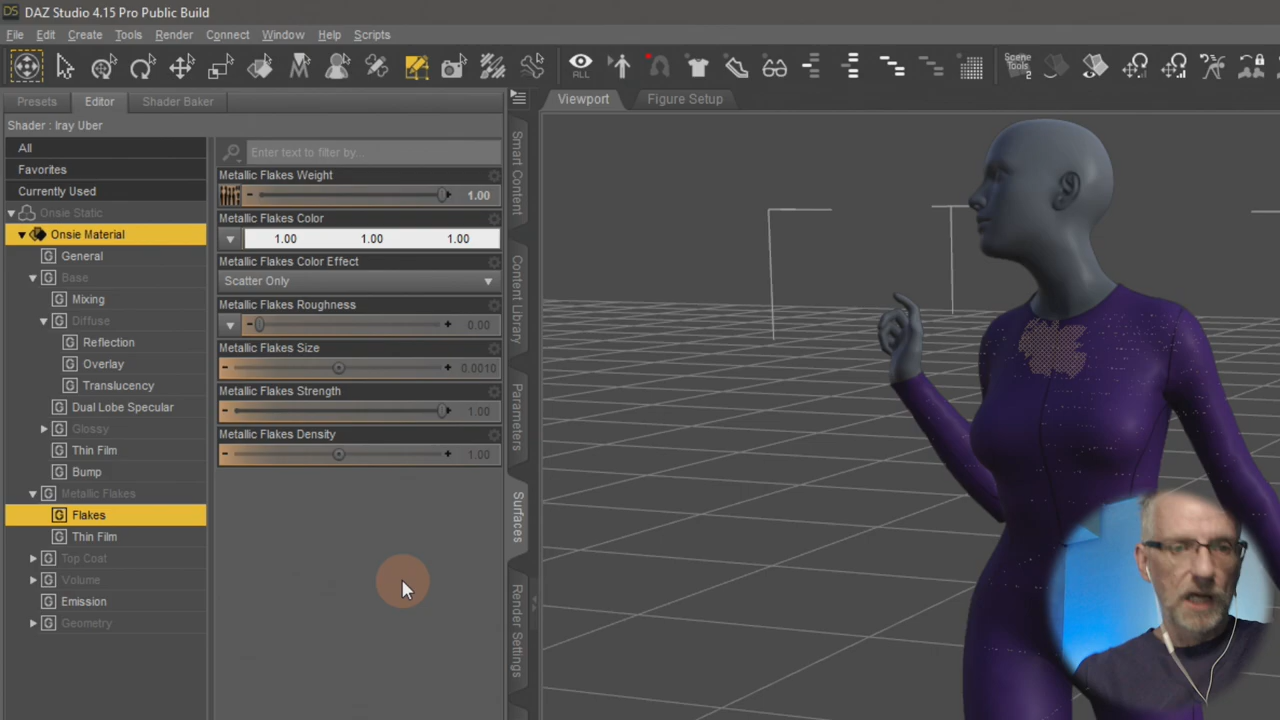 DAZ Studio 4.15 Pro Public Build
File Edit Create Tools Render Connect Window Help Scripts
ALL
Scene Tools 2
Presets Editor Shader Baker
Viewport Figure Setup
Shader : Iray Uber
All
Favorites
Currently Used
Onsie Static
Onsie Material
G General
G Base
G Mixing
G Diffuse
G Reflection
G Overlay
G Translucency
G Dual Lobe Specular
G Glossy
G Thin Film
G Bump
G Metallic Flakes
G Flakes
G Thin Film
G Top Coat
G Volume
G Emission
G Geometry
Enter text to filter by...
Metallic Flakes Weight
- + 1.00
Metallic Flakes Color
1.00 1.00 1.00
Metallic Flakes Color Effect
Scatter Only
Metallic Flakes Roughness
- + 0.00
Metallic Flakes Size
- + 0.0010
Metallic Flakes Strength
- + 1.00
Metallic Flakes Density
- + 1.00
Smart Content
Content Library
Parameters
Surfaces
Render Settings